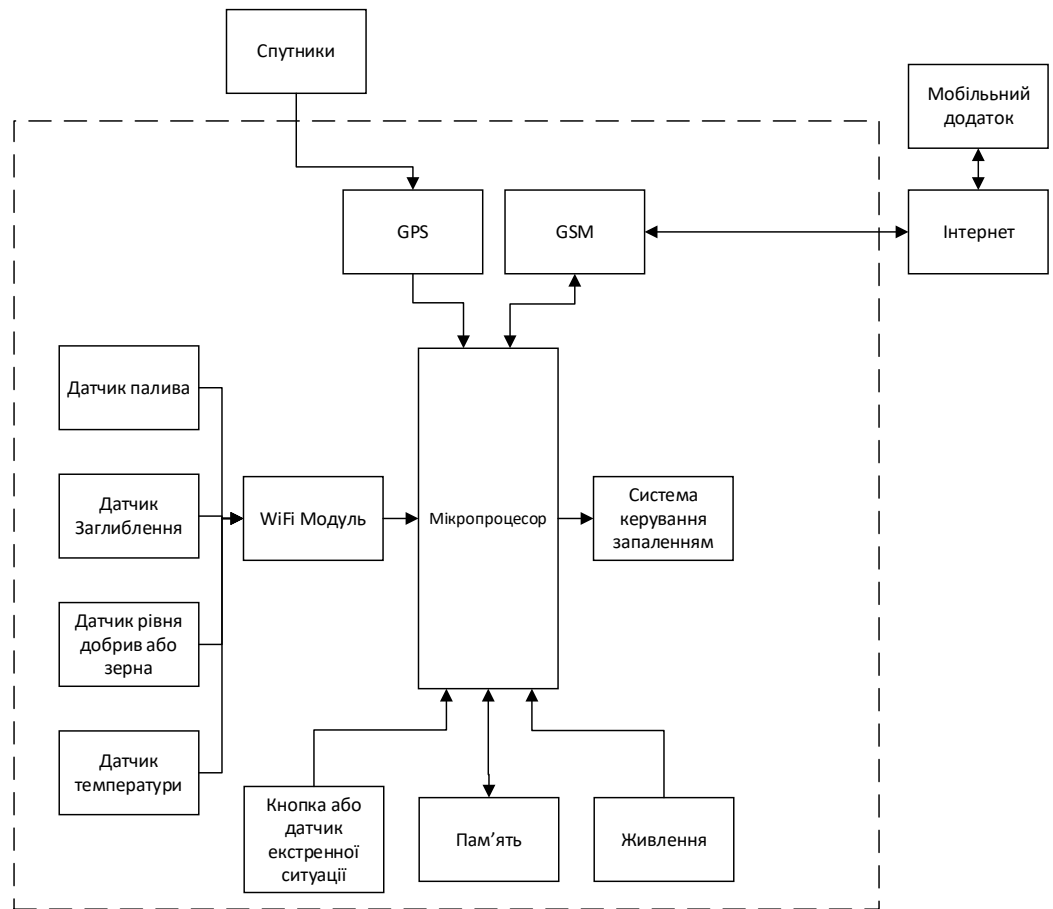 Спутники
Мобілььний
додаток
GPS
GSM
Інтернет
Датчик палива
Датчик
Заглиблення
WiFi Модуль
Мікропроцесор
Система
керування
запаленням
Датчик рівня
добрив або
зерна
Датчик
температури
Кнопка або
датчик
екстренної
ситуації
Пам’ять
Живлення